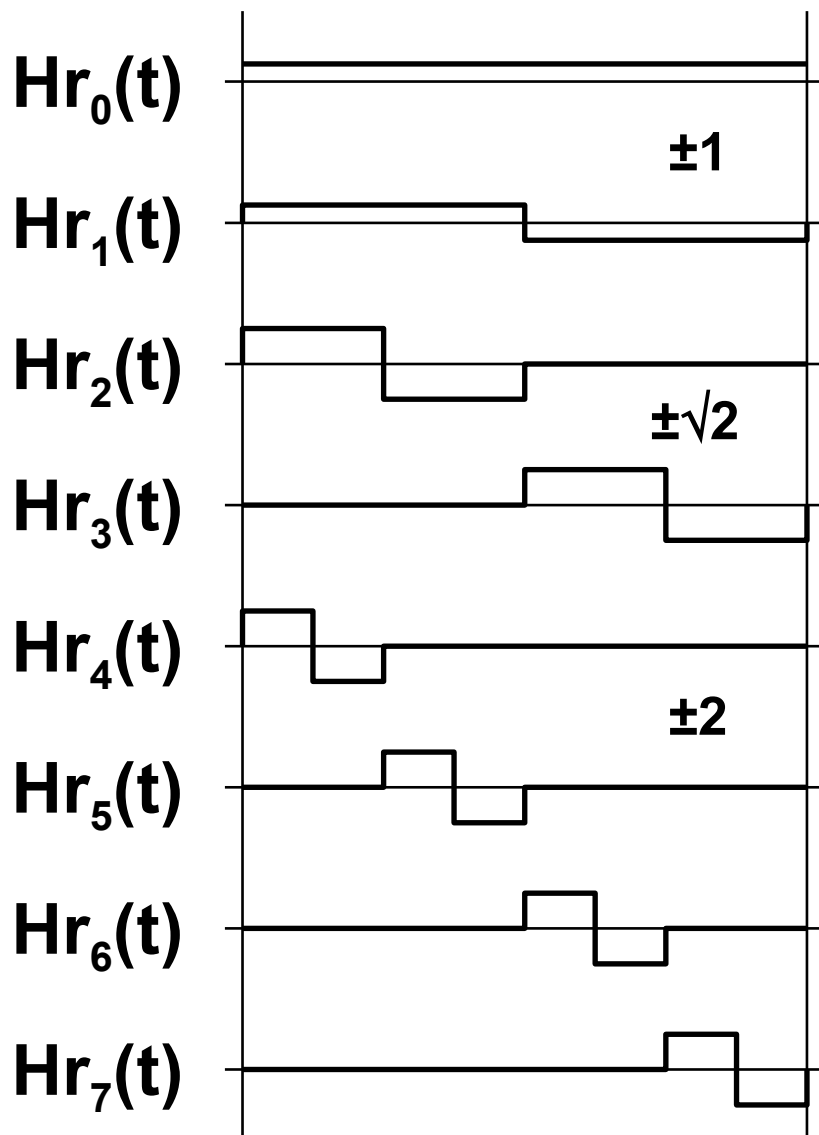 Hr₀(t)
±1
Hr₁(t)
Hr₂(t)
±√2
Hr₃(t)
Hr₄(t)
±2
Hr₅(t)
Hr₆(t)
Hr₇(t)